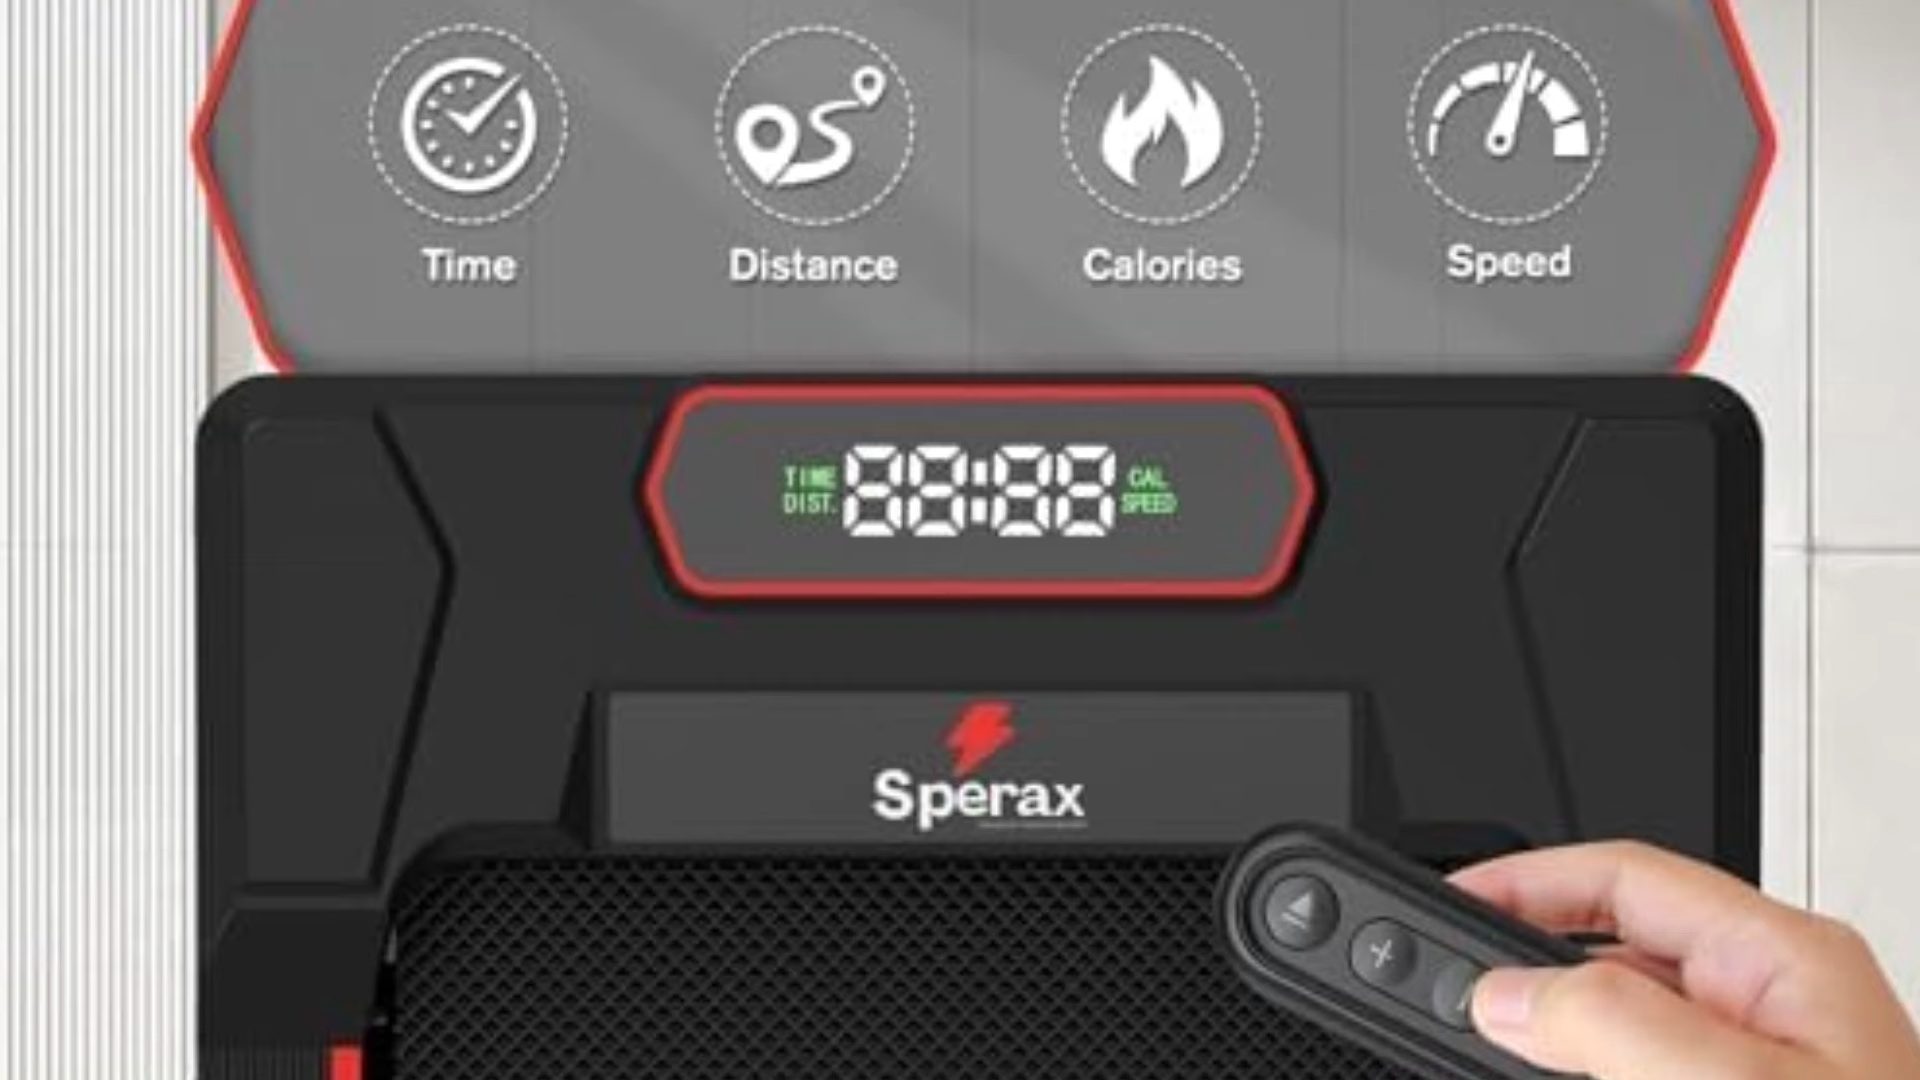 Time
Distance
Calories
Speed
TIME
DIST.
88:88
CAL
SPEED
Sperax